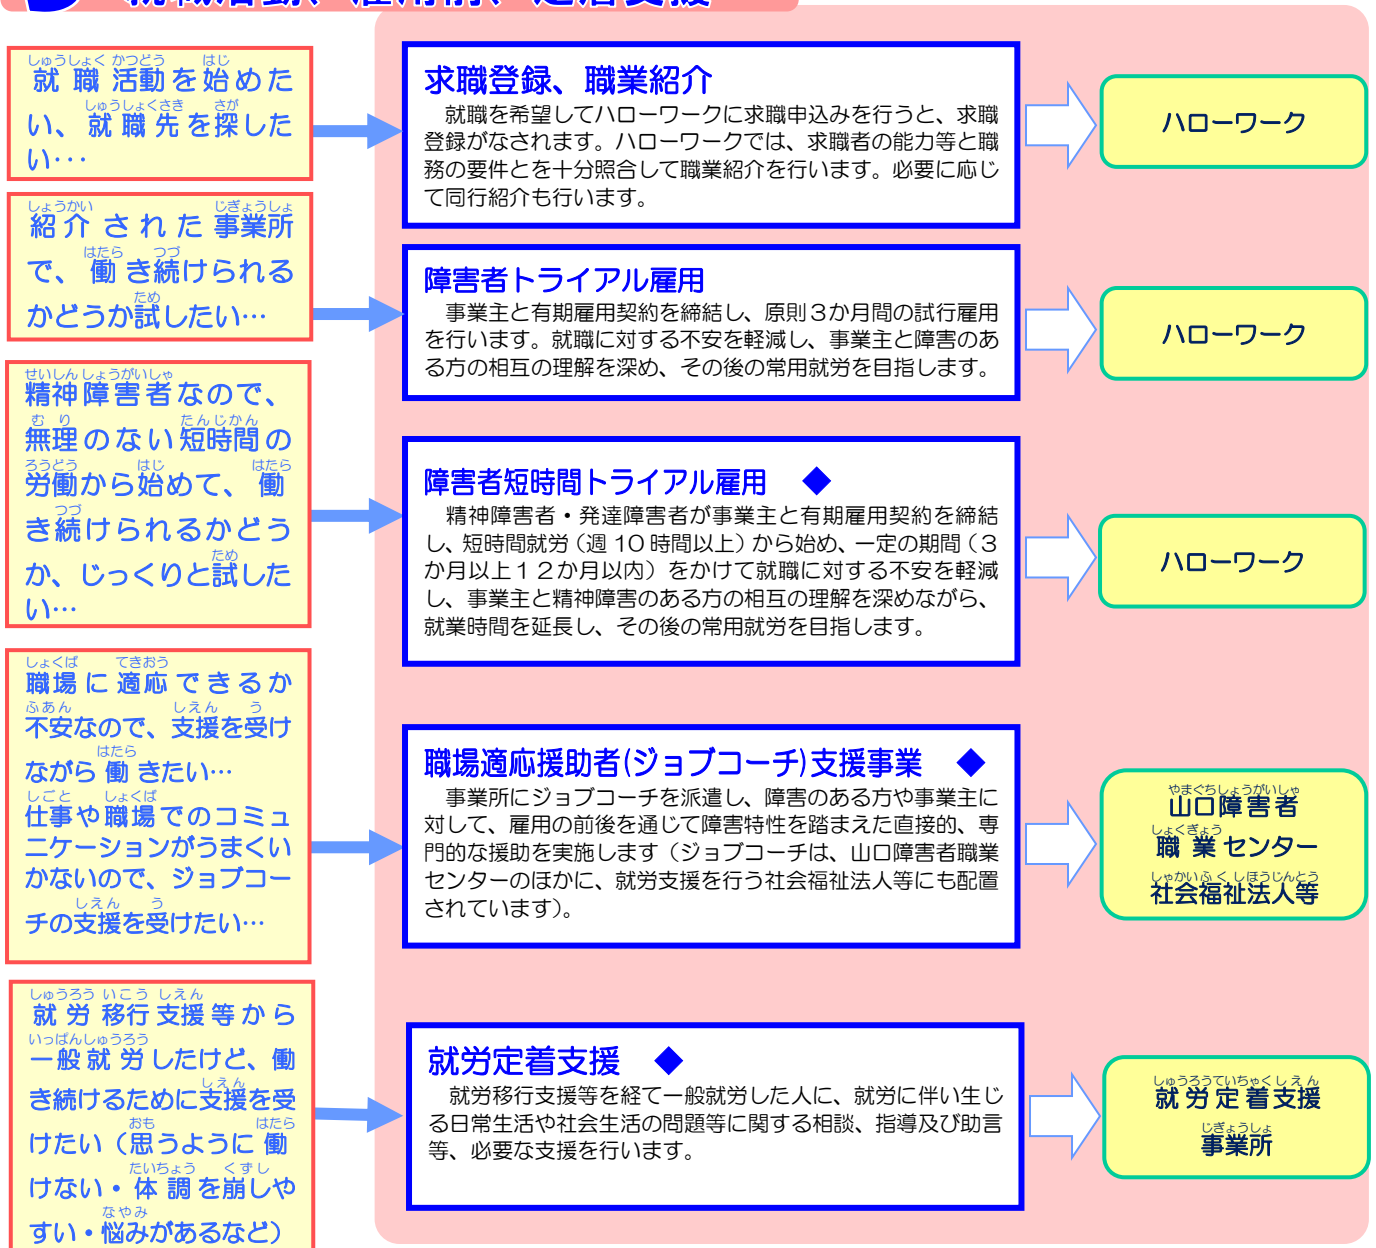 就職活動、雇用前、定着支援
就職活動を始めた
い、就職先を探した
い…
求職登録、職業紹介
就職を希望してハローワークに求職申込みを行うと、求職
登録がなされます。ハローワークでは、求職者の能力等と職
務の要件とを十分照合して職業紹介を行います。必要に応じ
て同行紹介も行います。
ハローワーク
紹介された事業所
で、働き続けられる
かどうか試したい…
障害者トライアル雇用
事業主と有期雇用契約を締結し、原則3か月間の試行雇用
を行います。就職に対する不安を軽減し、事業主と障害のあ
る方の相互の理解を深め、その後の常用就労を目指します。
ハローワーク
精神障害者なので、
無理のない短時間の
労働から始めて、働
き続けられるかどう
か、じっくりと試した
い…
障害者短時間トライアル雇用 ◆
精神障害者・発達障害者が事業主と有期雇用契約を締結
し、短時間就労(週10時間以上)から始め、一定の期間(3
か月以上12か月以内)をかけて就職に対する不安を軽減
し、事業主と精神障害のある方の相互の理解を深めながら、
就業時間を延長し、その後の常用就労を目指します。
ハローワーク
職場に適応できるか
不安なので、支援を受け
ながら働きたい…
仕事や職場でのコミュ
ニケーションがうまくい
かないので、ジョブコー
チの支援を受けたい…
職場適応援助者(ジョブコーチ)支援事業 ◆
事業所にジョブコーチを派遣し、障害のある方や事業主に
対して、雇用の前後を通じて障害特性を踏まえた直接的、専
門的な援助を実施します(ジョブコーチは、山口障害者職業
センターのほかに、就労支援を行う社会福祉法人等にも配置
されています)。
山口障害者
職業センター
社会福祉法人等
就労移行支援等から
一般就労したけど、働
き続けるために支援を受
けたい(思うように働
けない・体調を崩しや
すい・悩みがあるなど)
就労定着支援 ◆
就労移行支援等を経て一般就労した人に、就労に伴い生じ
る日常生活や社会生活の問題等に関する相談、指導及び助言
等、必要な支援を行います。
就労定着支援
事業所